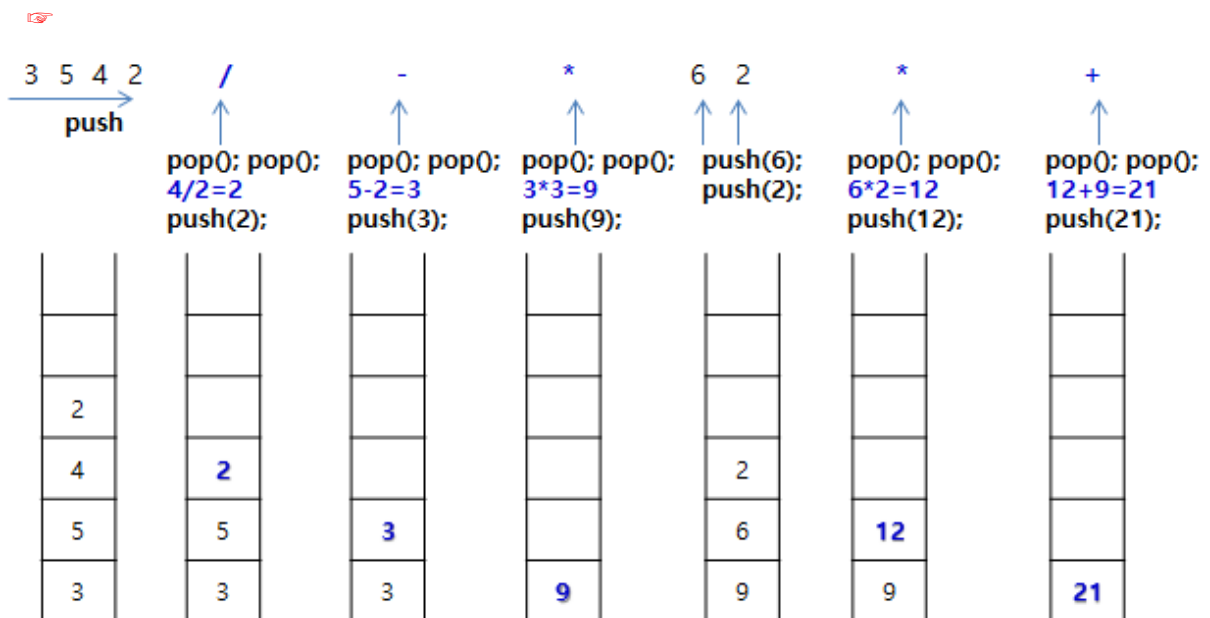 ☞
3 5 4 2 / - * 6 2 * +
push
pop(); pop(); pop(); pop(); pop(); pop(); push(6); pop(); pop(); pop(); pop();
4/2=2 5-2=3 3*3=9 push(2); 6*2=12 12+9=21
push(2); push(3); push(9); push(12); push(21);
2
4 2 2
5 5 3 6 12
3 3 3 9 9 9 21